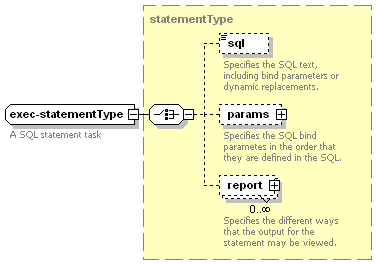 statementType
sql
Specifies the SQL text,
including bind parameters or
dynamic replacements.
exec-statementType
A SQL statement task
params
Specifies the SQL bind
parametes in the order that
they are defined in the SQL.
report
0..∞
Specifies the different ways
that the output for the
statement may be viewed.